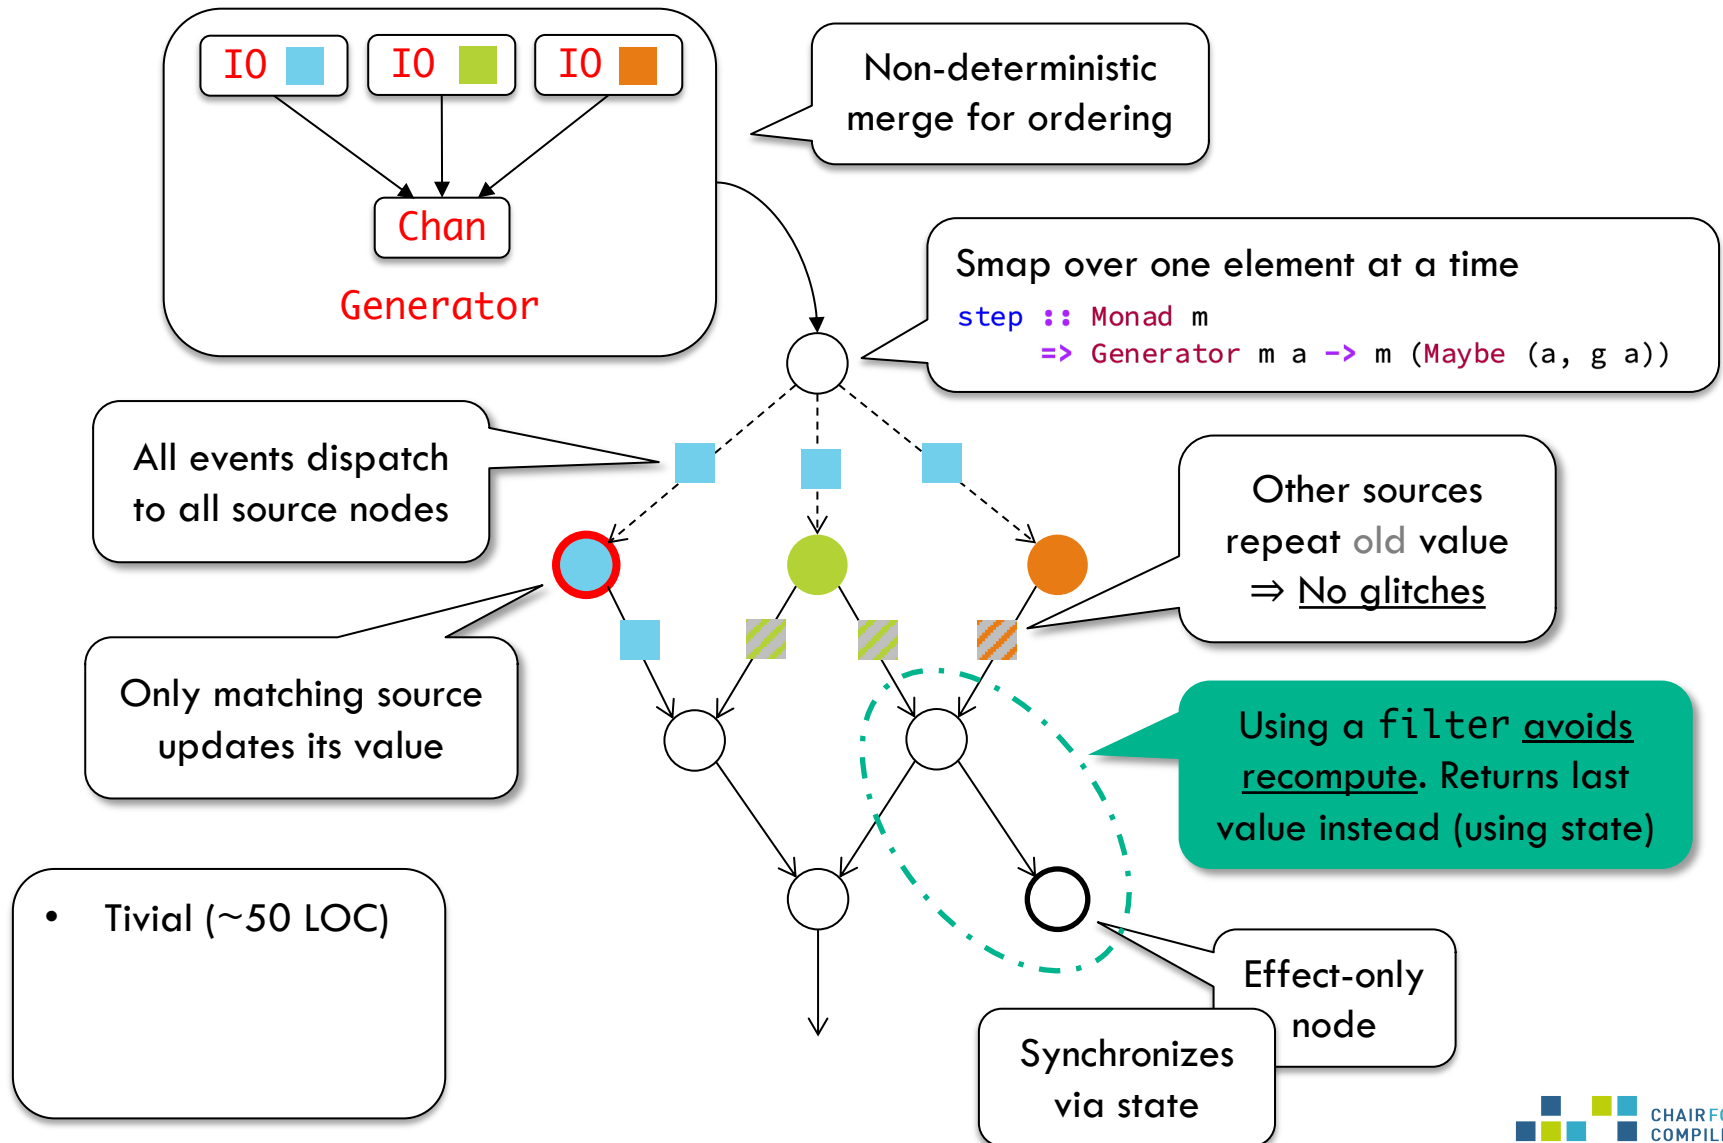 IO
IO
IO
Chan
Generator
Non-deterministic
merge for ordering
Smap over one element at a time
step :: Monad m
=> Generator m a -> m (Maybe (a, g a))
All events dispatch
to all source nodes
Other sources
repeat old value
⇒ No glitches
Only matching source
updates its value
Using a filter avoids
recompute. Returns last
value instead (using state)
• Tivial (~50 LOC)
Effect-only
node
Synchronizes
via state